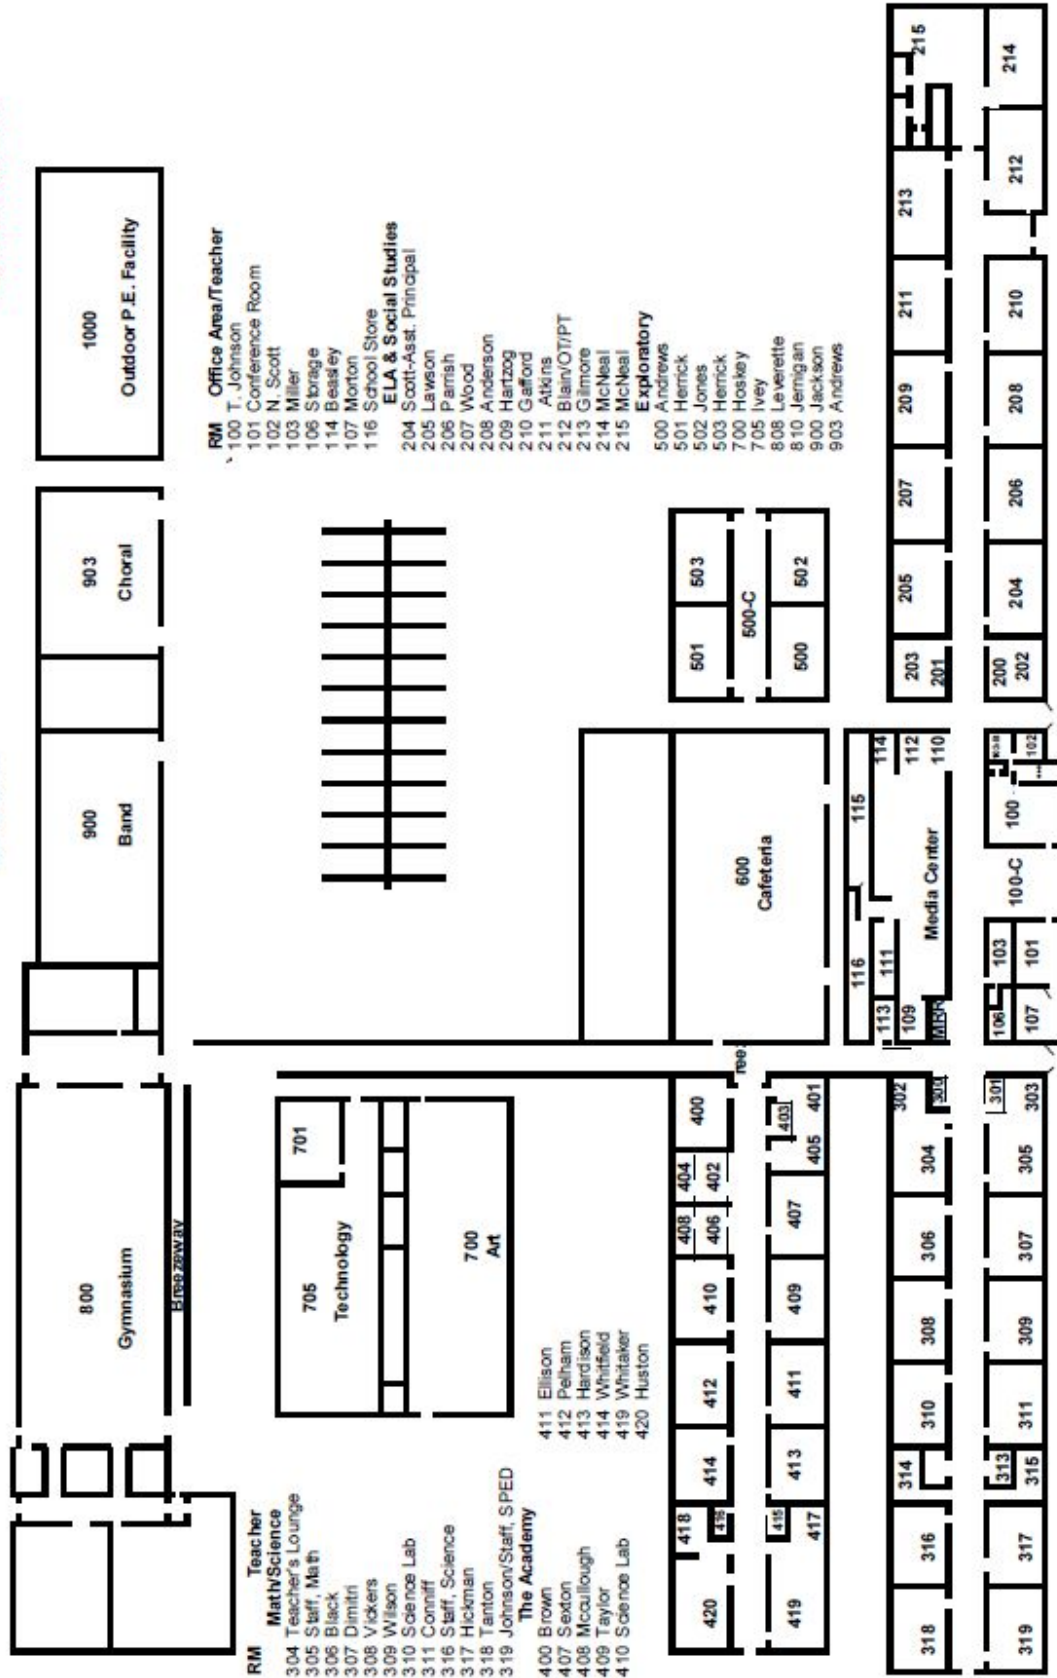 1000
Outdoor P.E. Facility
903
Choral
900
Band
800
Gymnasium
Breezeway
RM Office Area/Teacher
100 T. Johnson
101 Conference Room
102 N. Scott
103 Miller
106 Storage
114 Beasley
107 Morton
116 School Store
ELA & Social Studies
204 Scott-Asst. Principal
205 Lawson
206 Parrish
207 Wood
208 Anderson
209 Hartzog
210 Gafford
211 Atkins
212 Blain/OT/PT
213 Gilmore
214 McNeal
215 McNeal
Exploratory
500 Andrews
501 Herrick
502 Jones
503 Herrick
700 Hoskey
705 Ivey
808 Leverette
810 Jernigan
900 Jackson
903 Andrews
701
705
Technology
700
Art
RM Teacher
Math/Science
304 Teacher's Lounge
305 Staff, Math
306 Black
307 Dimitri
308 Vickers
309 Wilson
310 Science Lab
311 Conniff
316 Staff, Science
317 Hickman
318 Tanton
319 Johnson/Staff, SPED
The Academy
400 Brown
407 Sexton
408 Mccullough
409 Taylor
410 Science Lab
411 Ellison
412 Pelham
413 Hardison
414 Whitfield
419 Whitaker
420 Huston
501
503
500-C
500
502
600
Cafeteria
420
418
416
414
412
410
408
406
404
402
400
419
417
415
413
411
409
407
405
403
401
116
115
113
111
114
109
112
MRR
Media Center
110
318
316
314
310
308
306
304
302
300
203
201
205
207
209
211
213
215
319
317
315
313
311
309
307
305
303
301
106
107
103
101
100-C
100
102
200
202
204
206
208
210
212
214